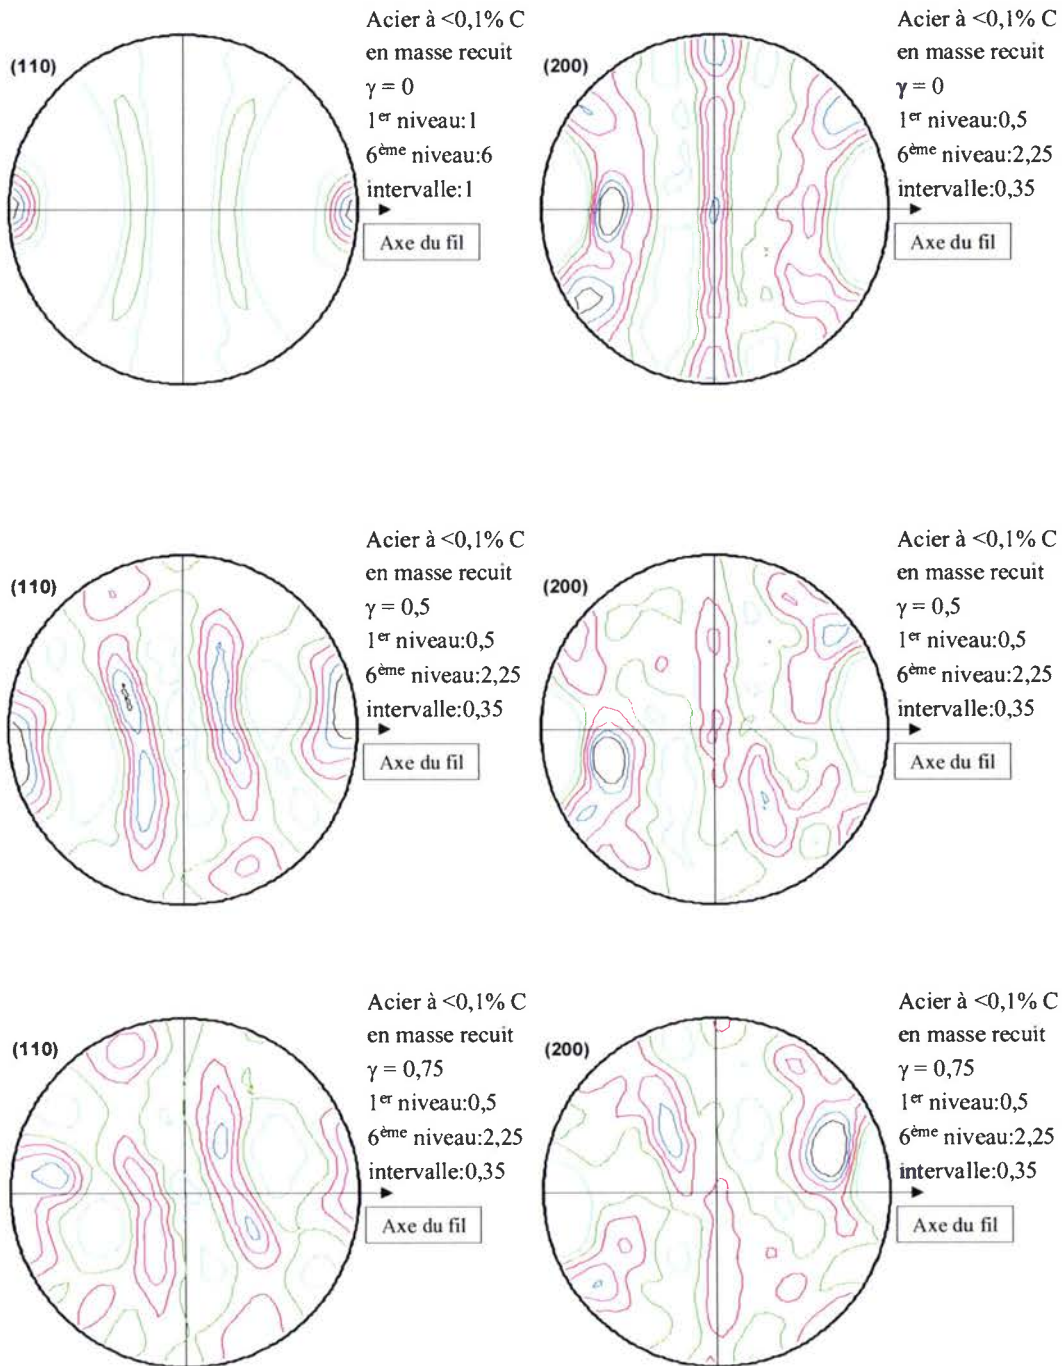 (110)
Acier à <0,1% C
en masse recuit
γ = 0
1er niveau:1
6ème niveau:6
intervalle:1
Axe du fil
(200)
Acier à <0,1% C
en masse recuit
γ = 0
1er niveau:0,5
6ème niveau:2,25
intervalle:0,35
Axe du fil
(110)
Acier à <0,1% C
en masse recuit
γ = 0,5
1er niveau:0,5
6ème niveau:2,25
intervalle:0,35
Axe du fil
(200)
Acier à <0,1% C
en masse recuit
γ = 0,5
1er niveau:0,5
6ème niveau:2,25
intervalle:0,35
Axe du fil
(110)
Acier à <0,1% C
en masse recuit
γ = 0,75
1er niveau:0,5
6ème niveau:2,25
intervalle:0,35
Axe du fil
(200)
Acier à <0,1% C
en masse recuit
γ = 0,75
1er niveau:0,5
6ème niveau:2,25
intervalle:0,35
Axe du fil